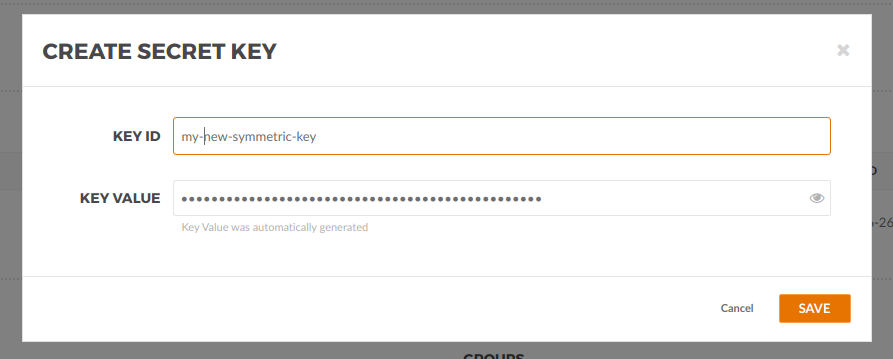 CREATE SECRET KEY
KEY ID
my-new-symmetric-key
KEY VALUE
Key Value was automatically generated
-26
Cancel
SAVE
GROUPS